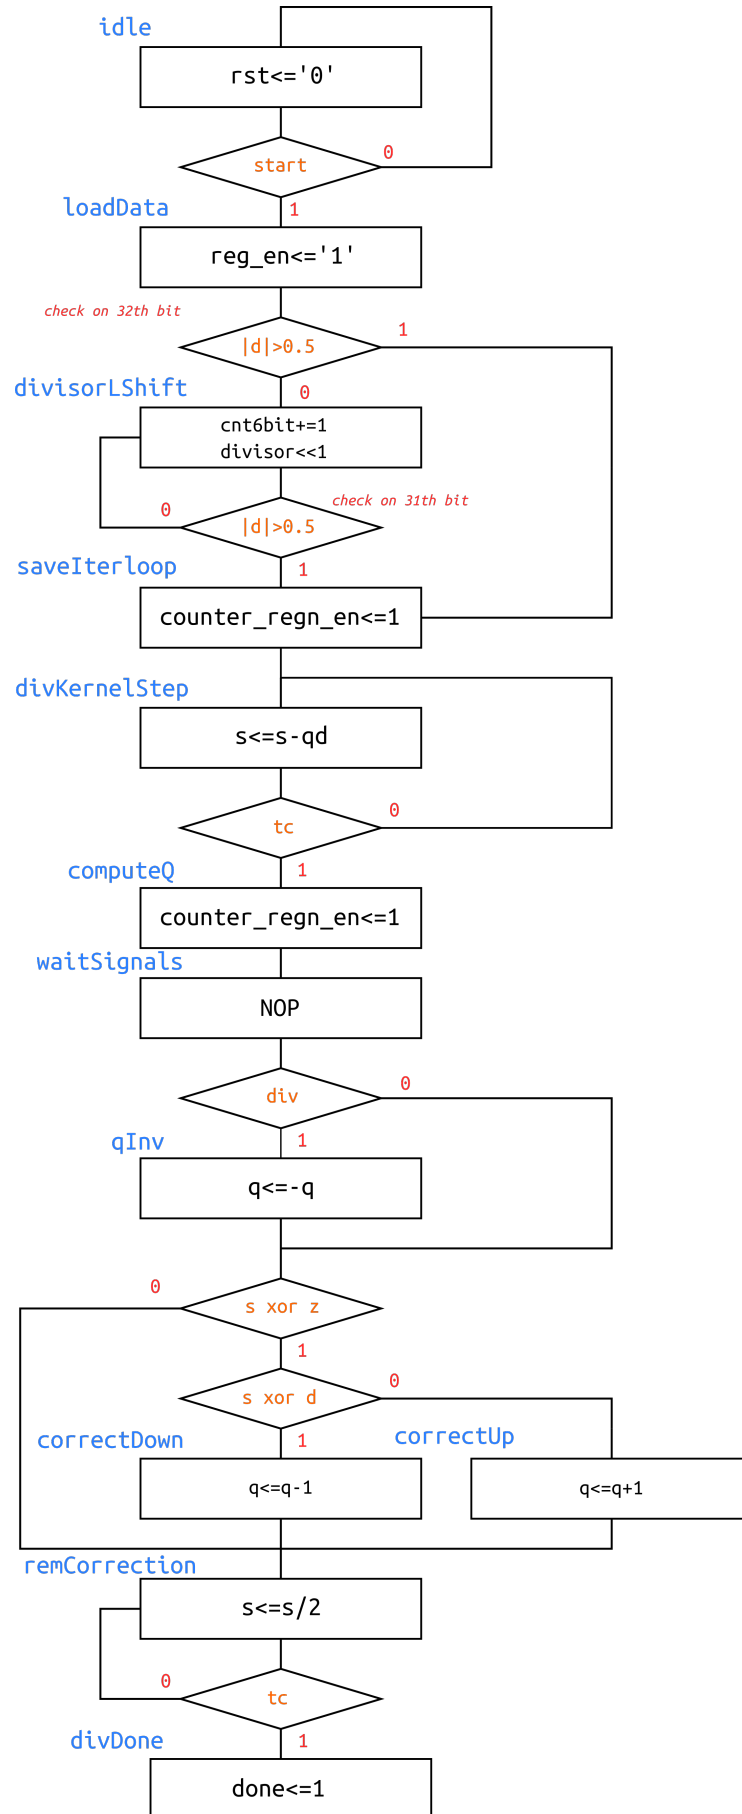 idle
rst<='0'
start
0
1
loadData
reg_en<='1'
check on 32th bit
|d|>0.5
1
0
divisorLShift
cnt6bit+=1
divisor<<1
check on 31th bit
0
|d|>0.5
1
saveIterloop
counter_regn_en<=1
divKernelStep
s<=s-qd
tc
0
1
computeQ
counter_regn_en<=1
waitSignals
NOP
div
0
1
qInv
q<=-q
0
s xor z
1
s xor d
0
1
correctDown
correctUp
q<=q-1
q<=q+1
remCorrection
s<=s/2
0
tc
1
divDone
done<=1